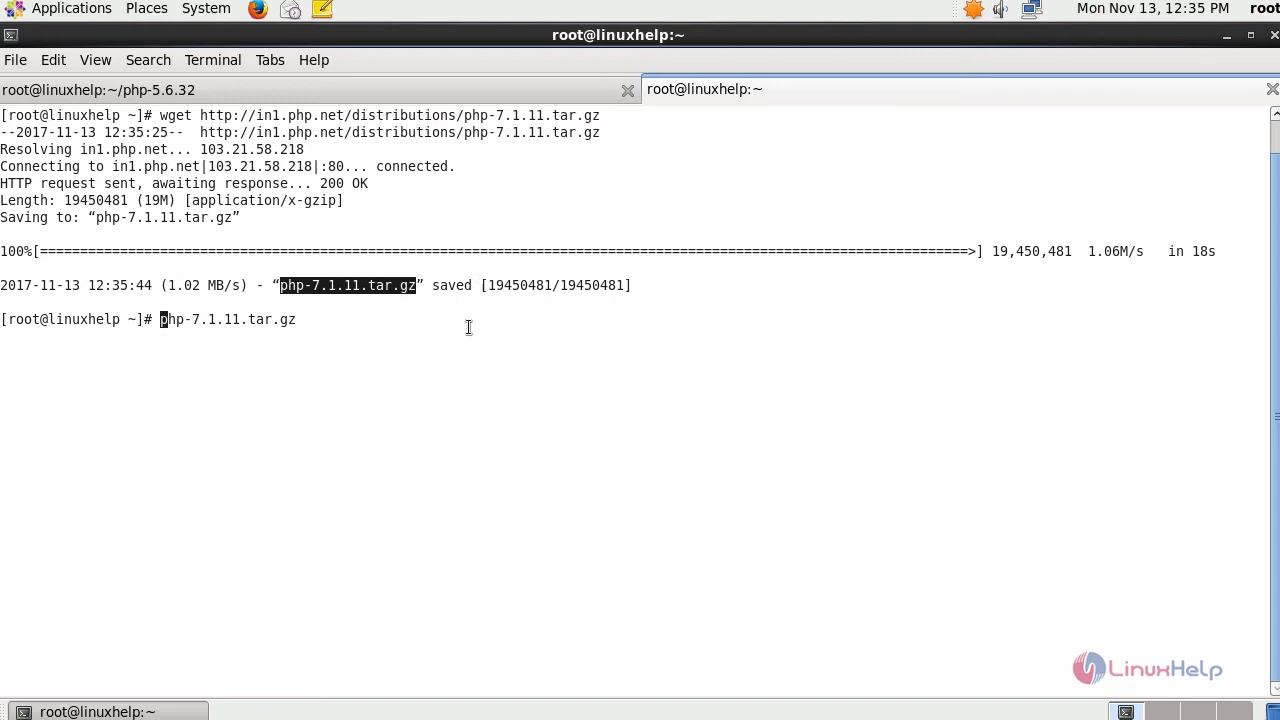 Applications Places System Mon Nov 13, 12:35 PM root
root@linuxhelp:~
File Edit View Search Terminal Tabs Help
root@linuxhelp:~/php-5.6.32 root@linuxhelp:~
[root@linuxhelp ~]# wget http://in1.php.net/distributions/php-7.1.11.tar.gz
--2017-11-13 12:35:25-- http://in1.php.net/distributions/php-7.1.11.tar.gz
Resolving in1.php.net... 103.21.58.218
Connecting to in1.php.net|103.21.58.218|:80... connected.
HTTP request sent, awaiting response... 200 OK
Length: 19450481 (19M) [application/x-gzip]
Saving to: “php-7.1.11.tar.gz”
100%[====================================================================================================================>] 19,450,481 1.06M/s in 18s
2017-11-13 12:35:44 (1.02 MB/s) - “php-7.1.11.tar.gz” saved [19450481/19450481]
[root@linuxhelp ~]# php-7.1.11.tar.gz
LinuxHelp
root@linuxhelp:~